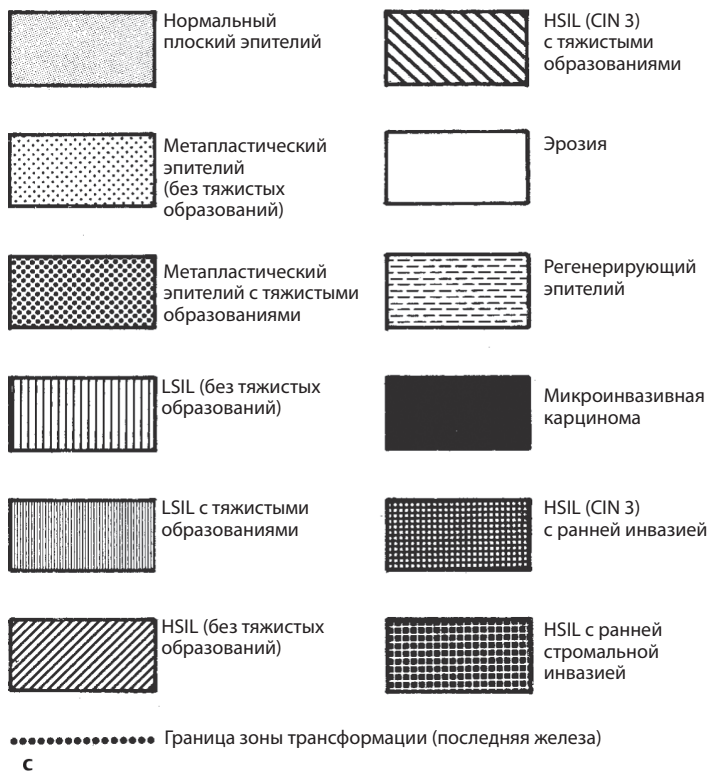 Нормальный
плоский эпителий
Метапластический
эпителий
(без тяжистых
образований)
Метапластический
эпителий с тяжистыми
образованиями
LSIL (без тяжистых
образований)
LSIL с тяжистыми
образованиями
HSIL (без тяжистых
образований)
HSIL (CIN 3)
с тяжистыми
образованиями
Эрозия
Регенерирующий
эпителий
Микроинвазивная
карцинома
HSIL (CIN 3)
с ранней инвазией
HSIL с ранней
стромальной
инвазией
Граница зоны трансформации (последняя железа)
c